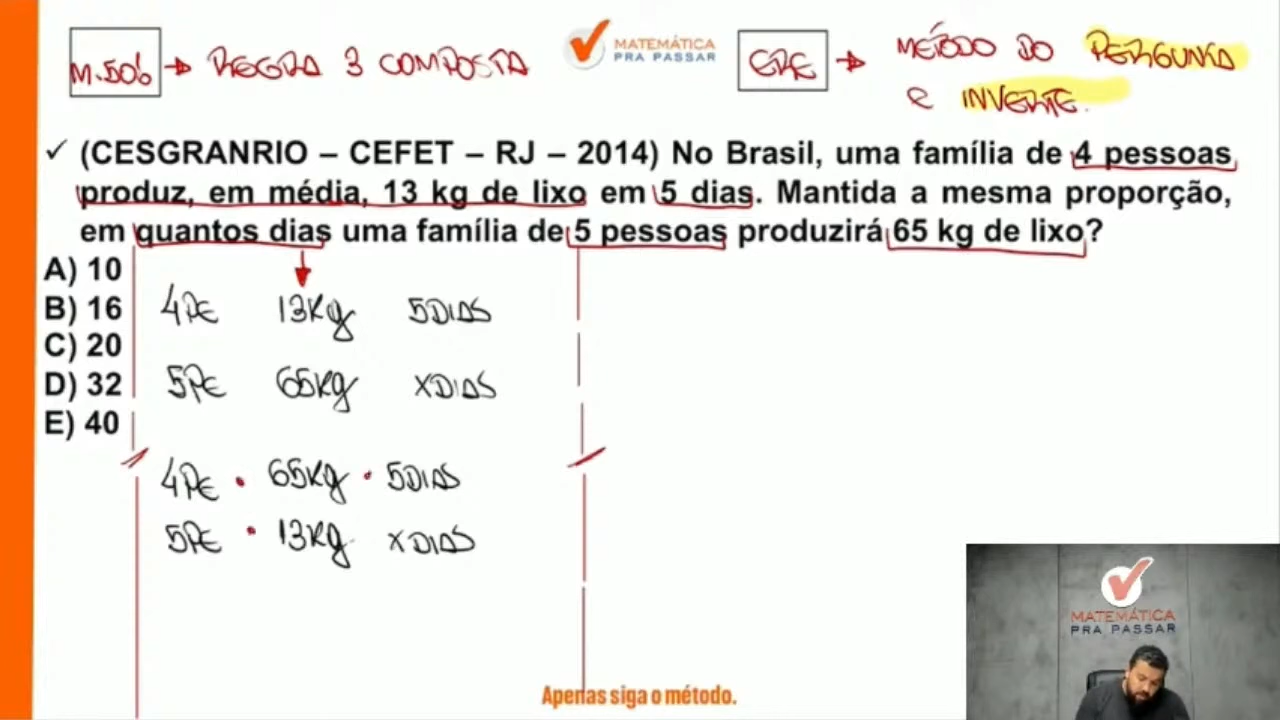 M.506 → REGRA 3 COMPOSTA
MATEMÁTICA
PRA PASSAR
→ MÉTODO DO PERGUNTA
e INVERTE.
✓ (CESGRANRIO – CEFET – RJ – 2014) No Brasil, uma família de 4 pessoas
produz, em média, 13 kg de lixo em 5 dias. Mantida a mesma proporção,
em quantos dias uma família de 5 pessoas produzirá 65 kg de lixo?
A) 10
B) 16
C) 20
D) 32
E) 40
4PE 13Kg 5DIAS
5PE 65Kg XDIAS
4PE • 65Kg • 5DIAS
5PE • 13Kg XDIAS
MATEMÁTICA
PRA PASSAR
Apenas siga o método.